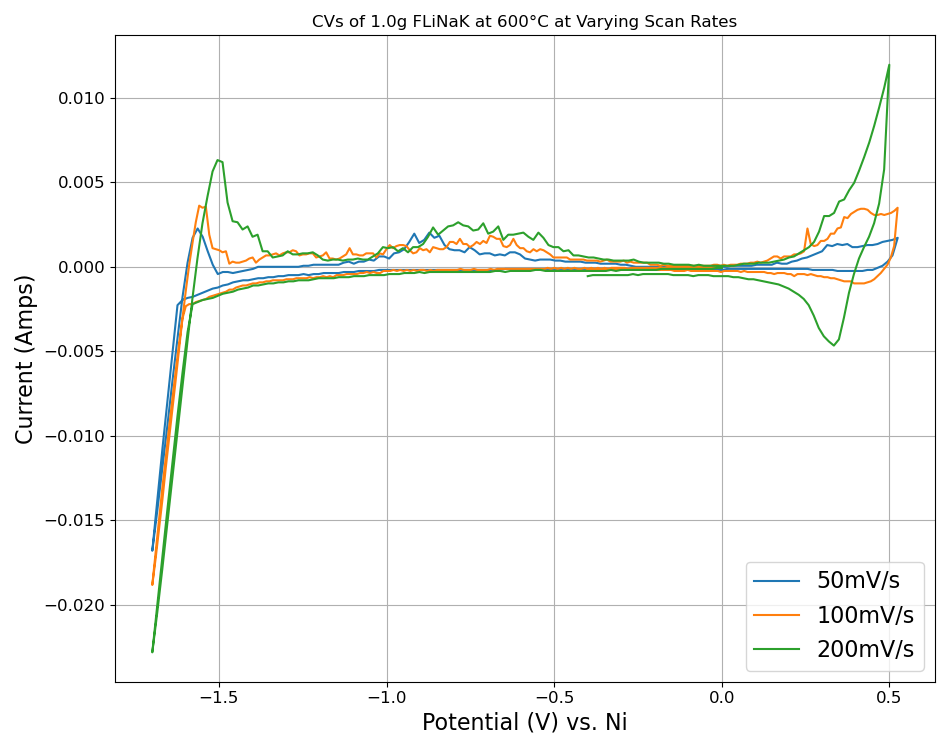 CVs of 1.0g FLiNaK at 600°C at Varying Scan Rates
Current (Amps)
0.010
0.005
0.000
−0.005
−0.010
−0.015
−0.020
50mV/s
100mV/s
200mV/s
−1.5
−1.0
−0.5
0.0
0.5
Potential (V) vs. Ni